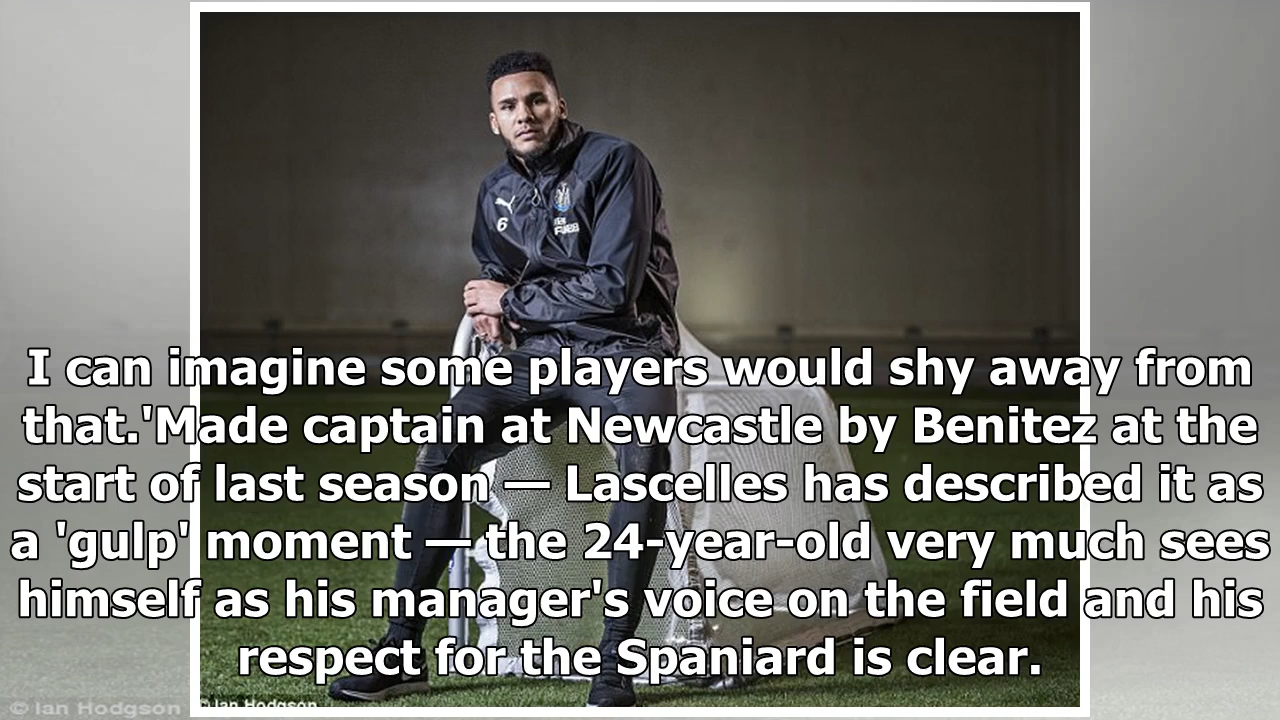 6
I can imagine some players would shy away from
that.'Made captain at Newcastle by Benitez at the
start of last season — Lascelles has described it as
a 'gulp' moment — the 24-year-old very much sees
himself as his manager's voice on the field and his
respect for the Spaniard is clear.
© Ian Hodgson
© Ian Hodgson